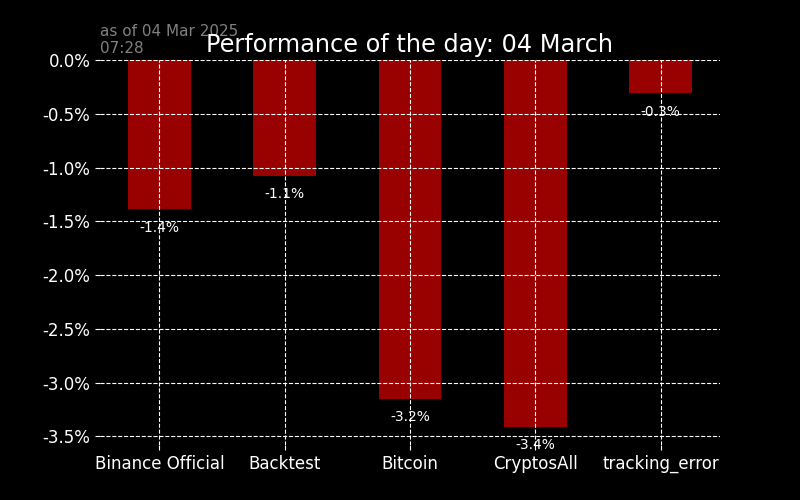 as of 04 Mar 2025
07:28
Performance of the day: 04 March
0.0%
-0.5%
-1.0%
-1.5%
-2.0%
-2.5%
-3.0%
-3.5%
-1.4%
-1.1%
-3.2%
-3.4%
-0.3%
Binance Official
Backtest
Bitcoin
CryptosAll
tracking_error